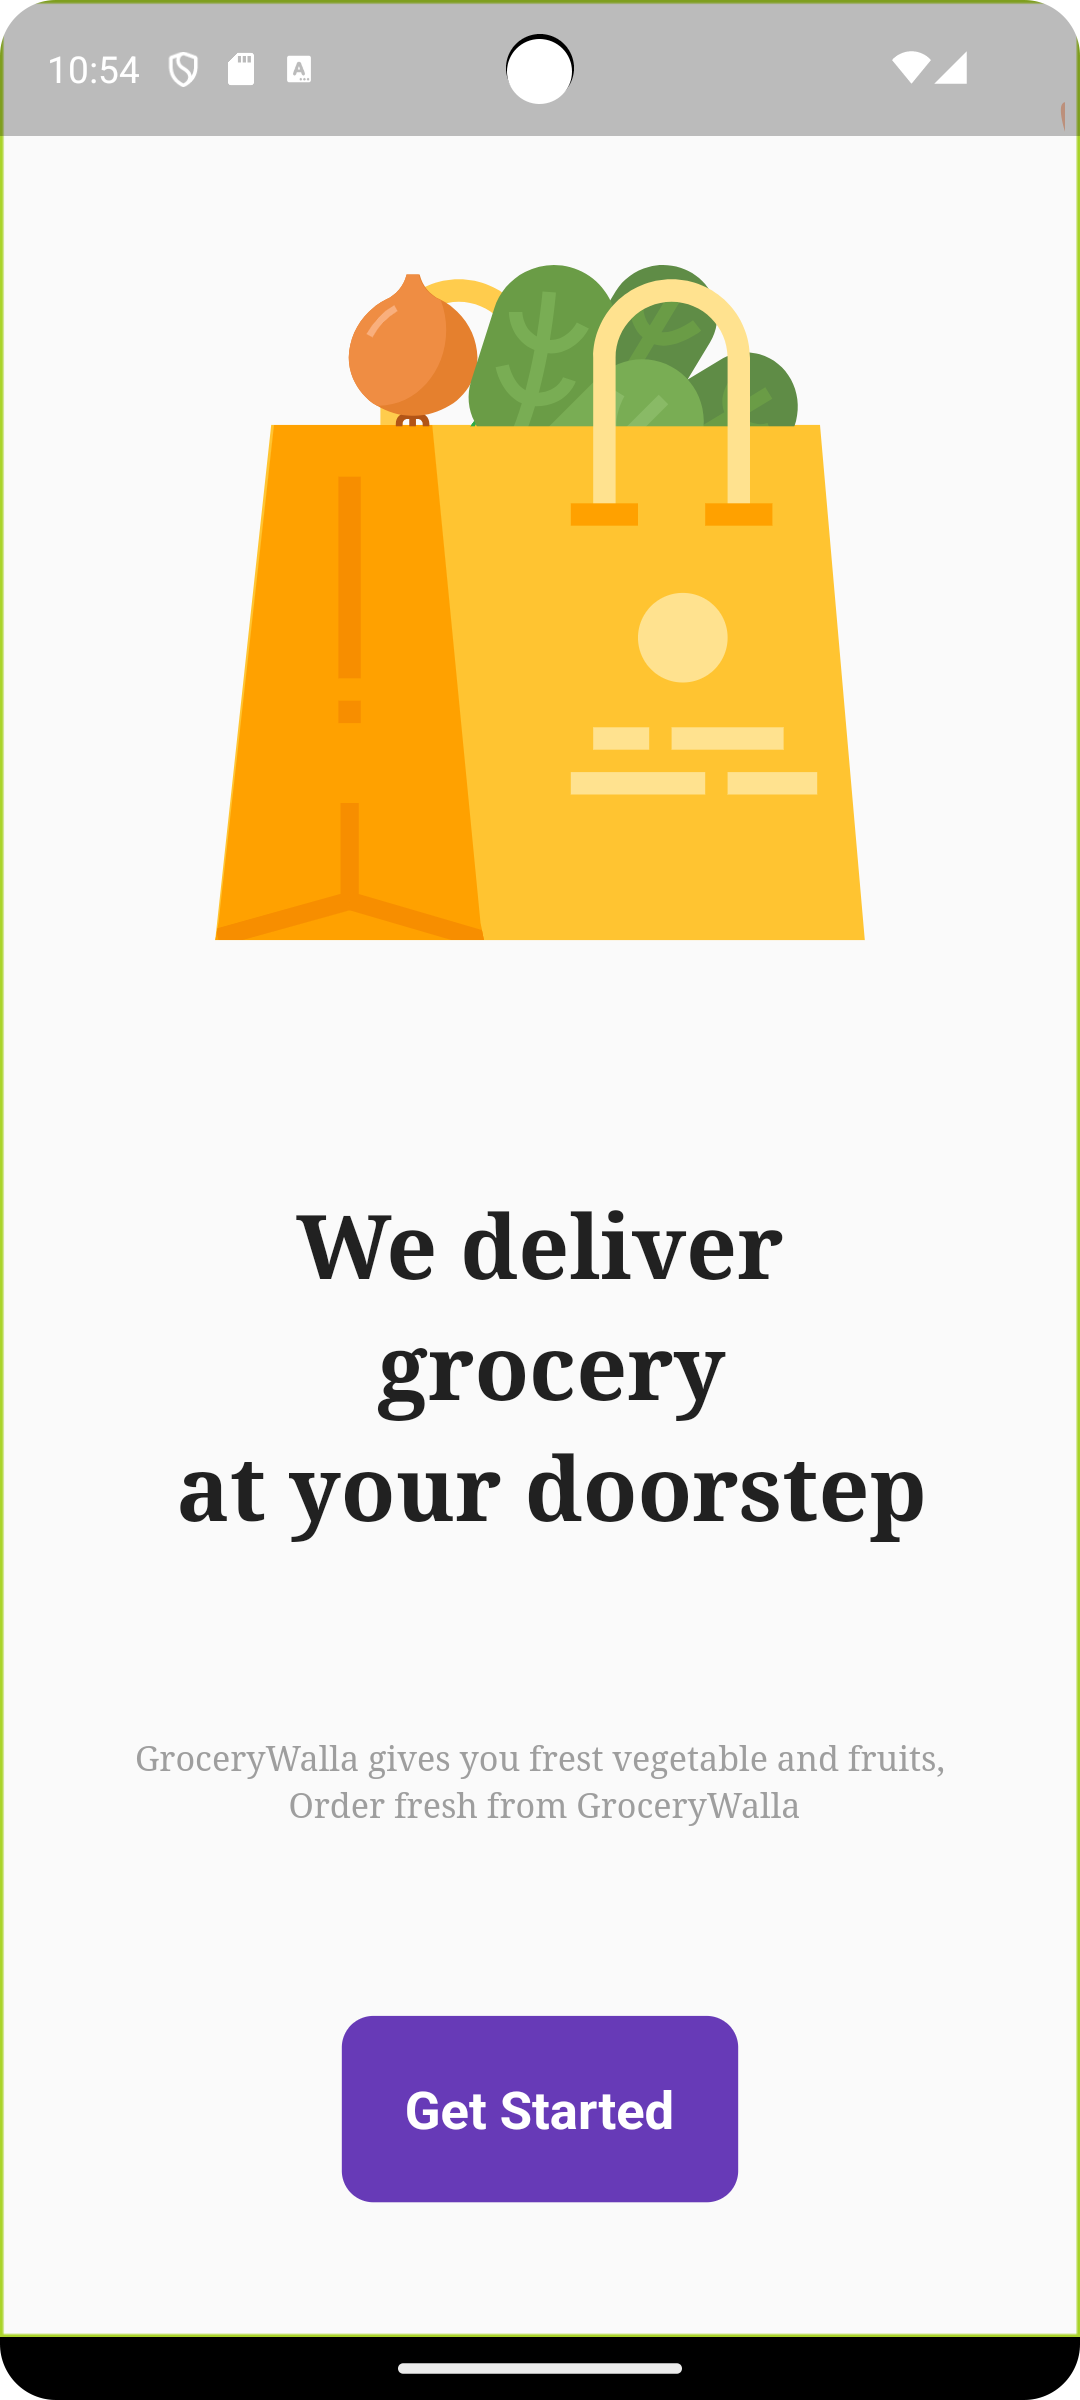 10:54
We deliver
grocery
at your doorstep
GroceryWalla gives you frest vegetable and fruits,
Order fresh from GroceryWalla
Get Started